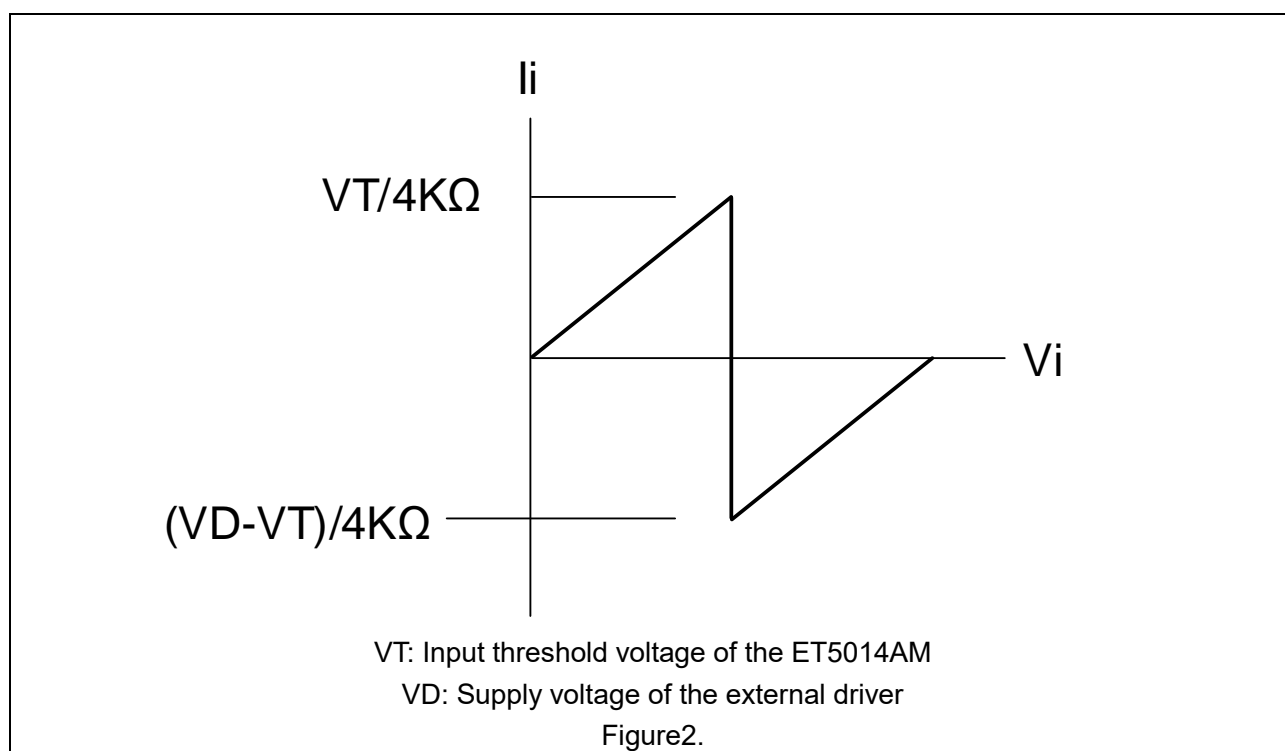 Ii
VT/4KΩ
Vi
(VD-VT)/4KΩ
VT: Input threshold voltage of the ET5014AM
VD: Supply voltage of the external driver
Figure2.